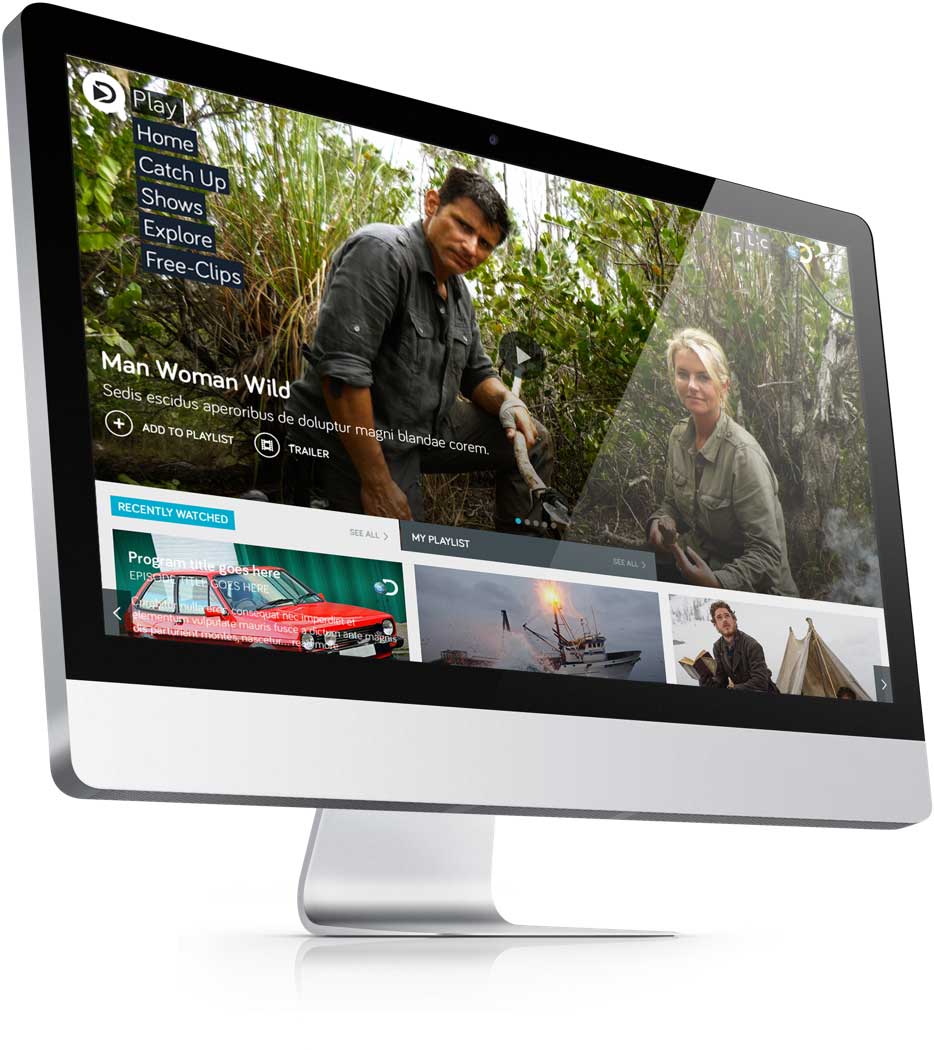 Play
Home
Catch Up
Shows
Explore
Free-Clips
TLC
Man Woman Wild
Sedis escidus aperoribus de doluptur magni blandae corem.
ADD TO PLAYLIST
TRAILER
RECENTLY WATCHED
SEE ALL
MY PLAYLIST
SEE ALL
Program title goes here
EPISODE TITLE GOES HERE
Curabitur nulla eros, consequat nec imperdiet et
elementum vulputate mauris fusce a dictum ante magnis
dis parturient montes, nascetur... read more